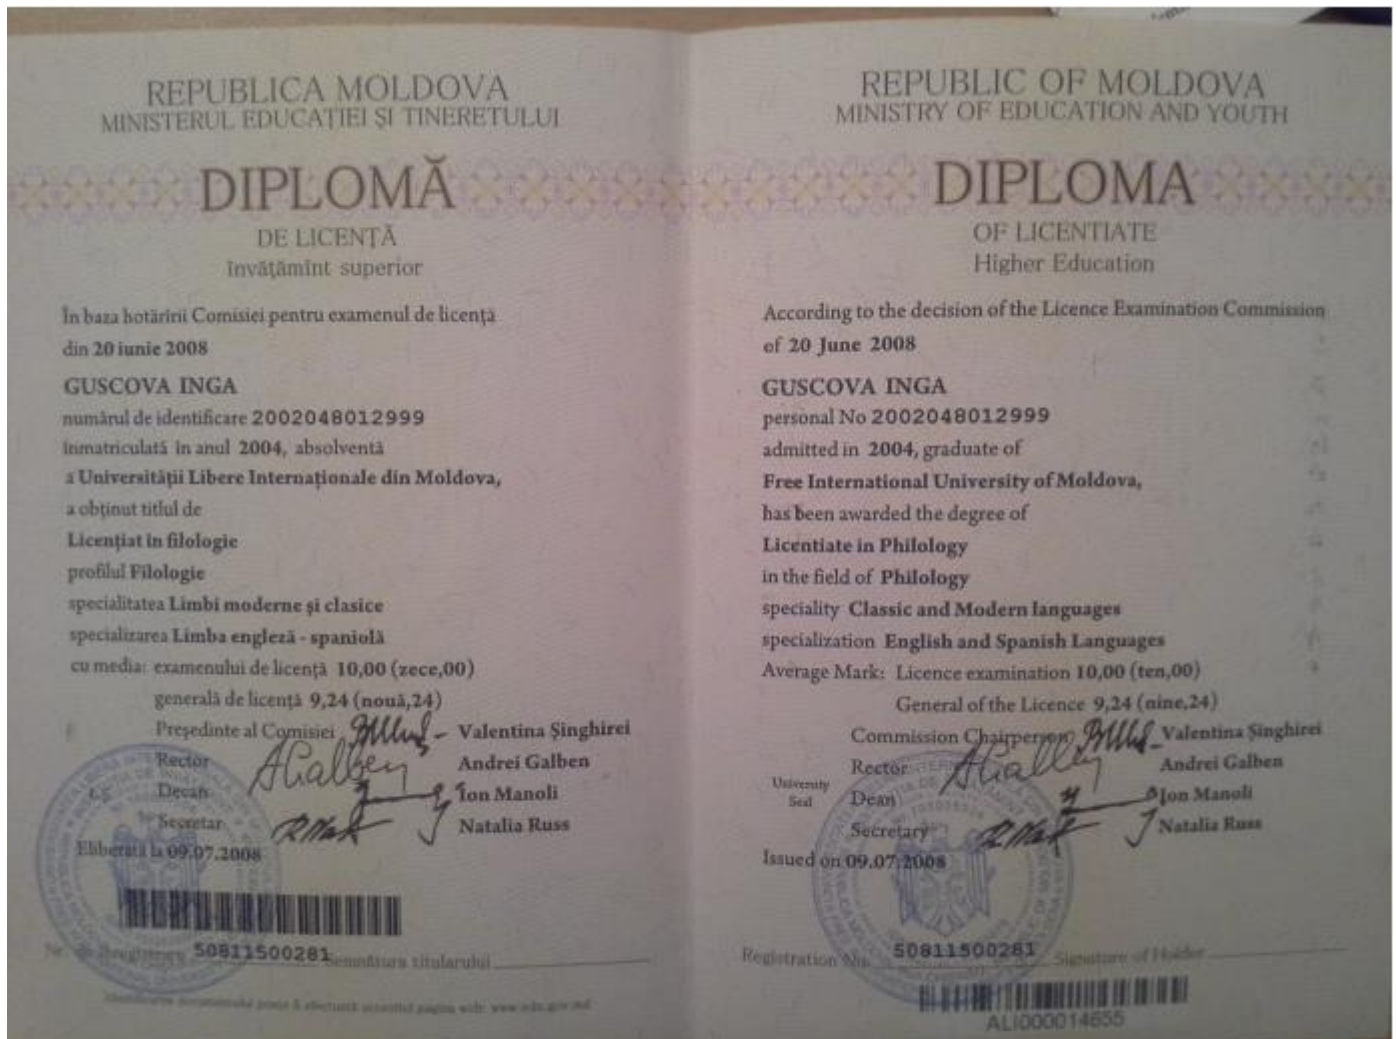 REPUBLICA MOLDOVA
MINISTERUL EDUCAȚIEI ȘI TINERETULUI
DIPLOMĂ
DE LICENȚĂ
învățămînt superior
În baza hotărîrii Comisiei pentru examenul de licență
din 20 iunie 2008
GUSCOVA INGA
numărul de identificare 2002048012999
înmatriculată în anul 2004, absolventă
a Universității Libere Internaționale din Moldova,
a obținut titlul de
Licențiat în filologie
profilul Filologie
specialitatea Limbi moderne și clasice
specializarea Limba engleză - spaniolă
cu media: examenului de licență 10,00 (zece,00)
generală de licență 9,24 (nouă,24)
Președinte al Comisiei Valentina Șinghirei
Rector Andrei Galben
L.Ș. Decan Ion Manoli
Secretar Natalia Russ
Eliberată la 09.07.2008
Nr. de înregistrare 50811500281 Semnătura titularului
REPUBLIC OF MOLDOVA
MINISTRY OF EDUCATION AND YOUTH
DIPLOMA
OF LICENTIATE
Higher Education
According to the decision of the Licence Examination Commission
of 20 June 2008
GUSCOVA INGA
personal No 2002048012999
admitted in 2004, graduate of
Free International University of Moldova,
has been awarded the degree of
Licentiate in Philology
in the field of Philology
speciality Classic and Modern languages
specialization English and Spanish Languages
Average Mark: Licence examination 10,00 (ten,00)
General of the Licence 9,24 (nine,24)
Commission Chairperson Valentina Șinghirei
Rector Andrei Galben
University Seal
Dean Ion Manoli
Secretary Natalia Russ
Issued on 09.07.2008
Registration No. 50811500281 Signature of Holder
ALI000014655